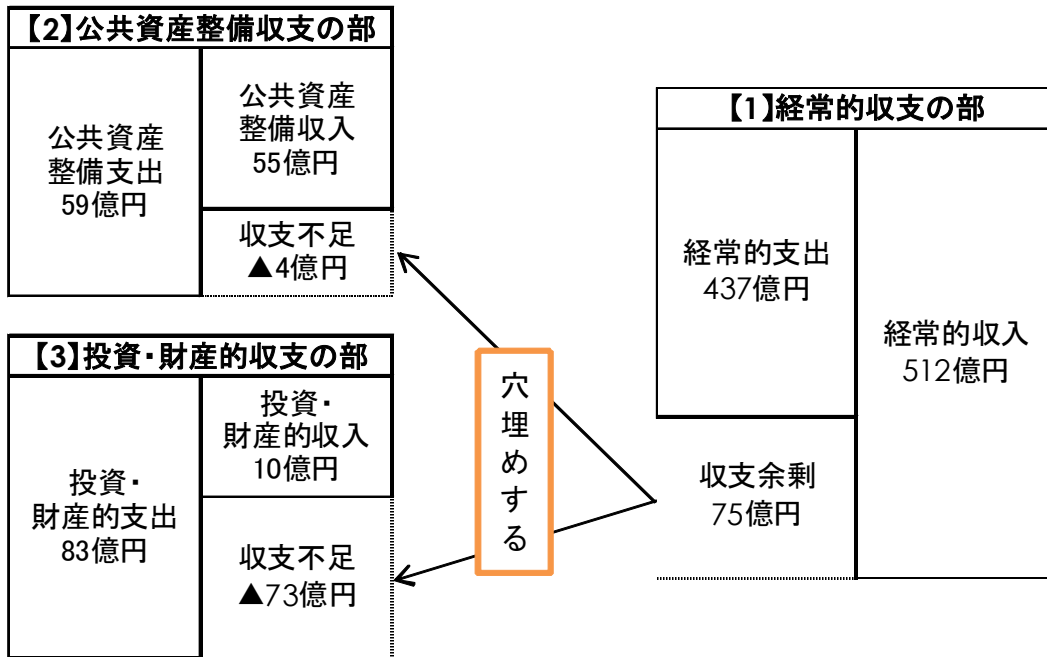 【2】公共資産整備収支の部
公共資産
整備支出
59億円
公共資産
整備収入
55億円
収支不足
▲4億円
【3】投資・財産的収支の部
投資・
財産的支出
83億円
投資・
財産的収入
10億円
収支不足
▲73億円
穴埋めする
【1】経常的収支の部
経常的支出
437億円
収支余剰
75億円
経常的収入
512億円